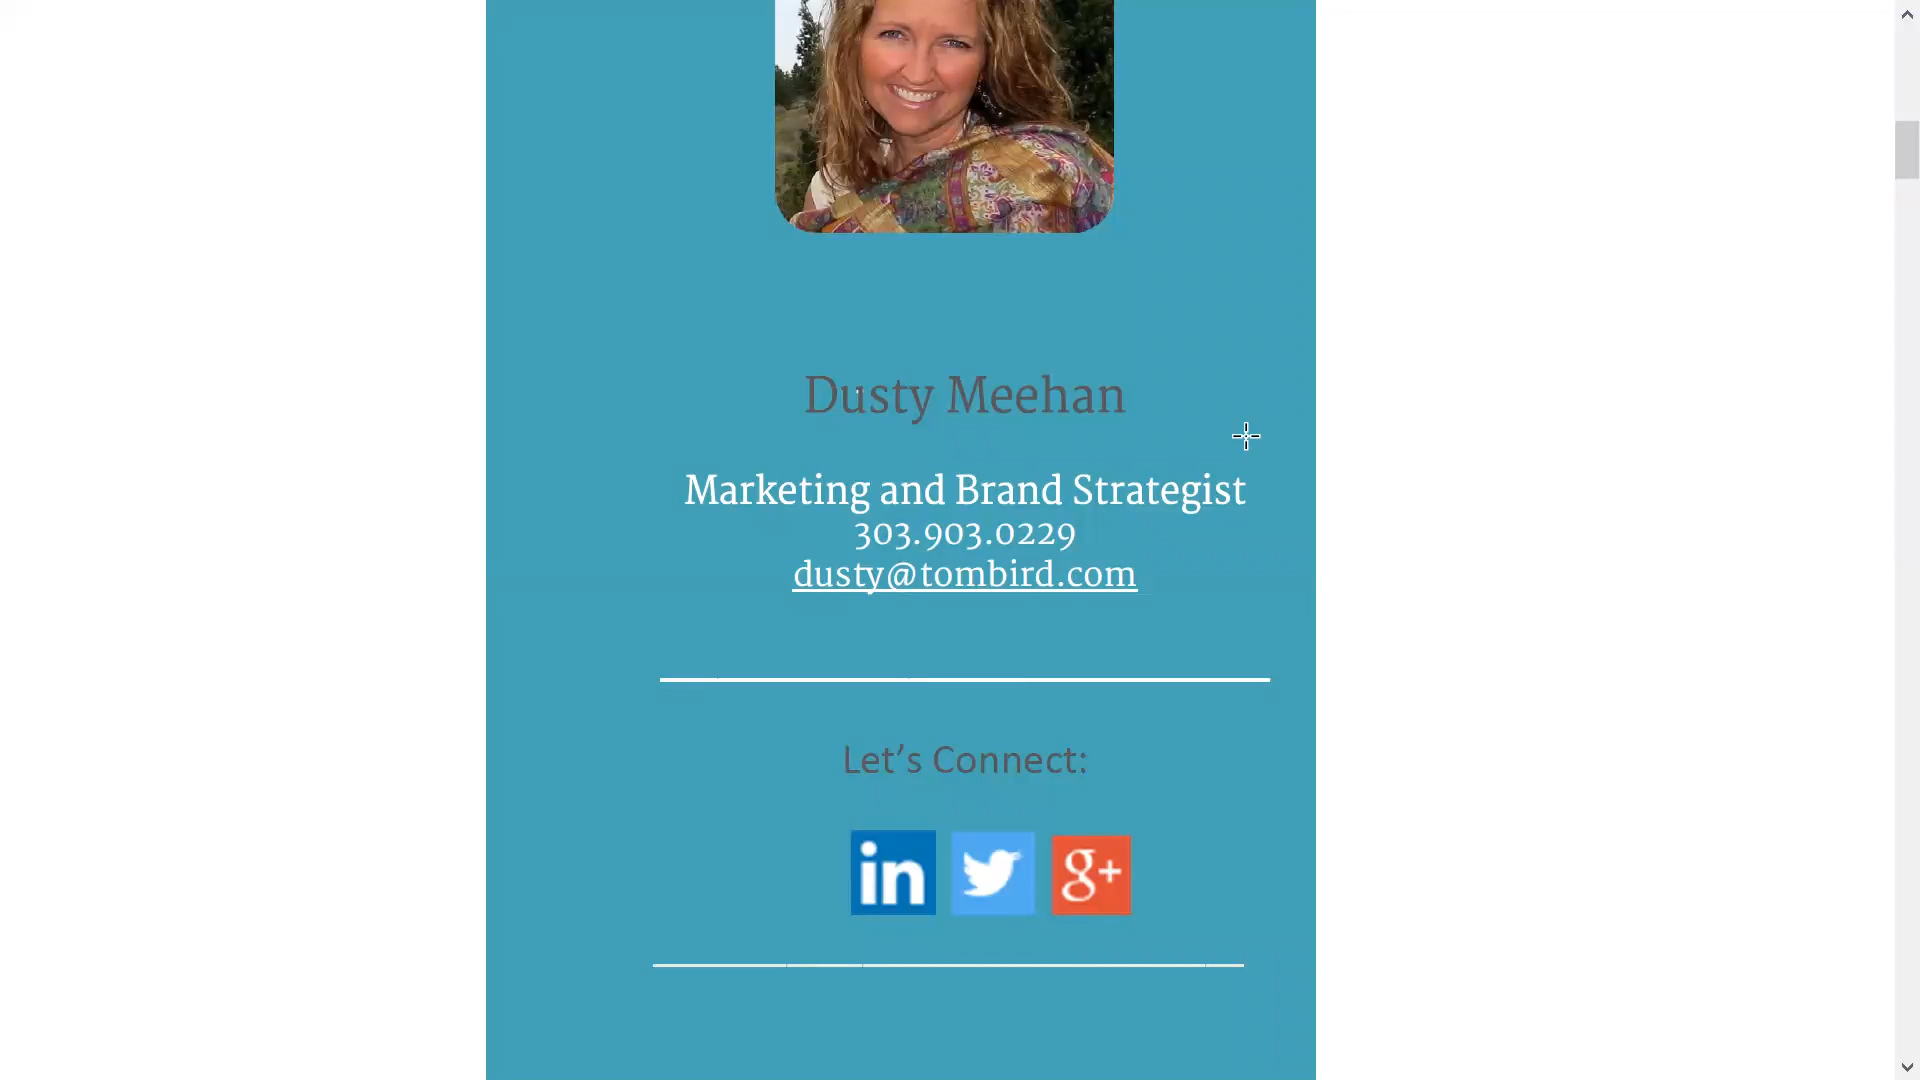 Dusty Meehan
Marketing and Brand Strategist
303.903.0229
dusty@tombird.com
Let’s Connect:
in
g+